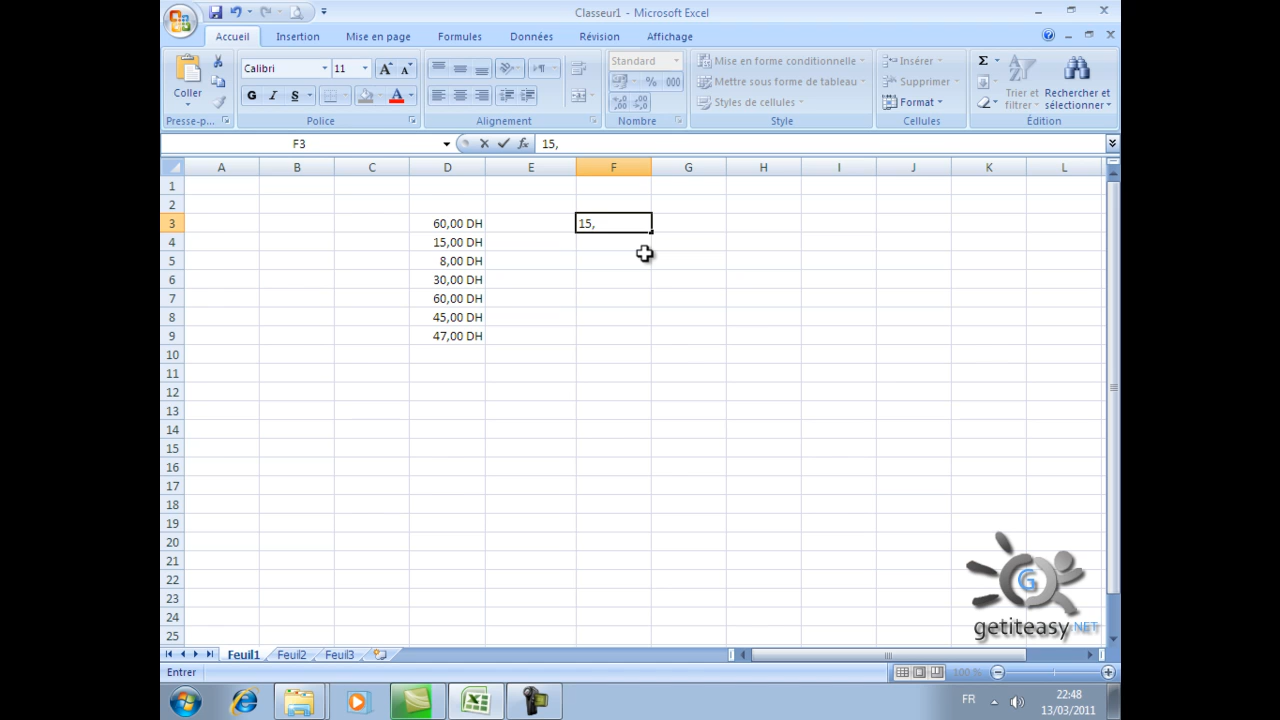 Classeur1 - Microsoft Excel
Accueil Insertion Mise en page Formules Données Révision Affichage
Coller
Presse-p...
Calibri 11
G I S
Police
Alignement
Standard
% 000
Nombre
Mise en forme conditionnelle
Mettre sous forme de tableau
Styles de cellules
Style
Insérer
Supprimer
Format
Cellules
Σ
Trier et filtrer
Rechercher et sélectionner
Édition
F3 fx 15,
A B C D E F G H I J K L
1
2
3 60,00 DH 15,
4 15,00 DH
5 8,00 DH
6 30,00 DH
7 60,00 DH
8 45,00 DH
9 47,00 DH
10
11
12
13
14
15
16
17
18
19
20
21
22
23
24
25
G
getiteasy.NET
Feuil1 Feuil2 Feuil3
Entrer 100 %
FR 22:48
13/03/2011